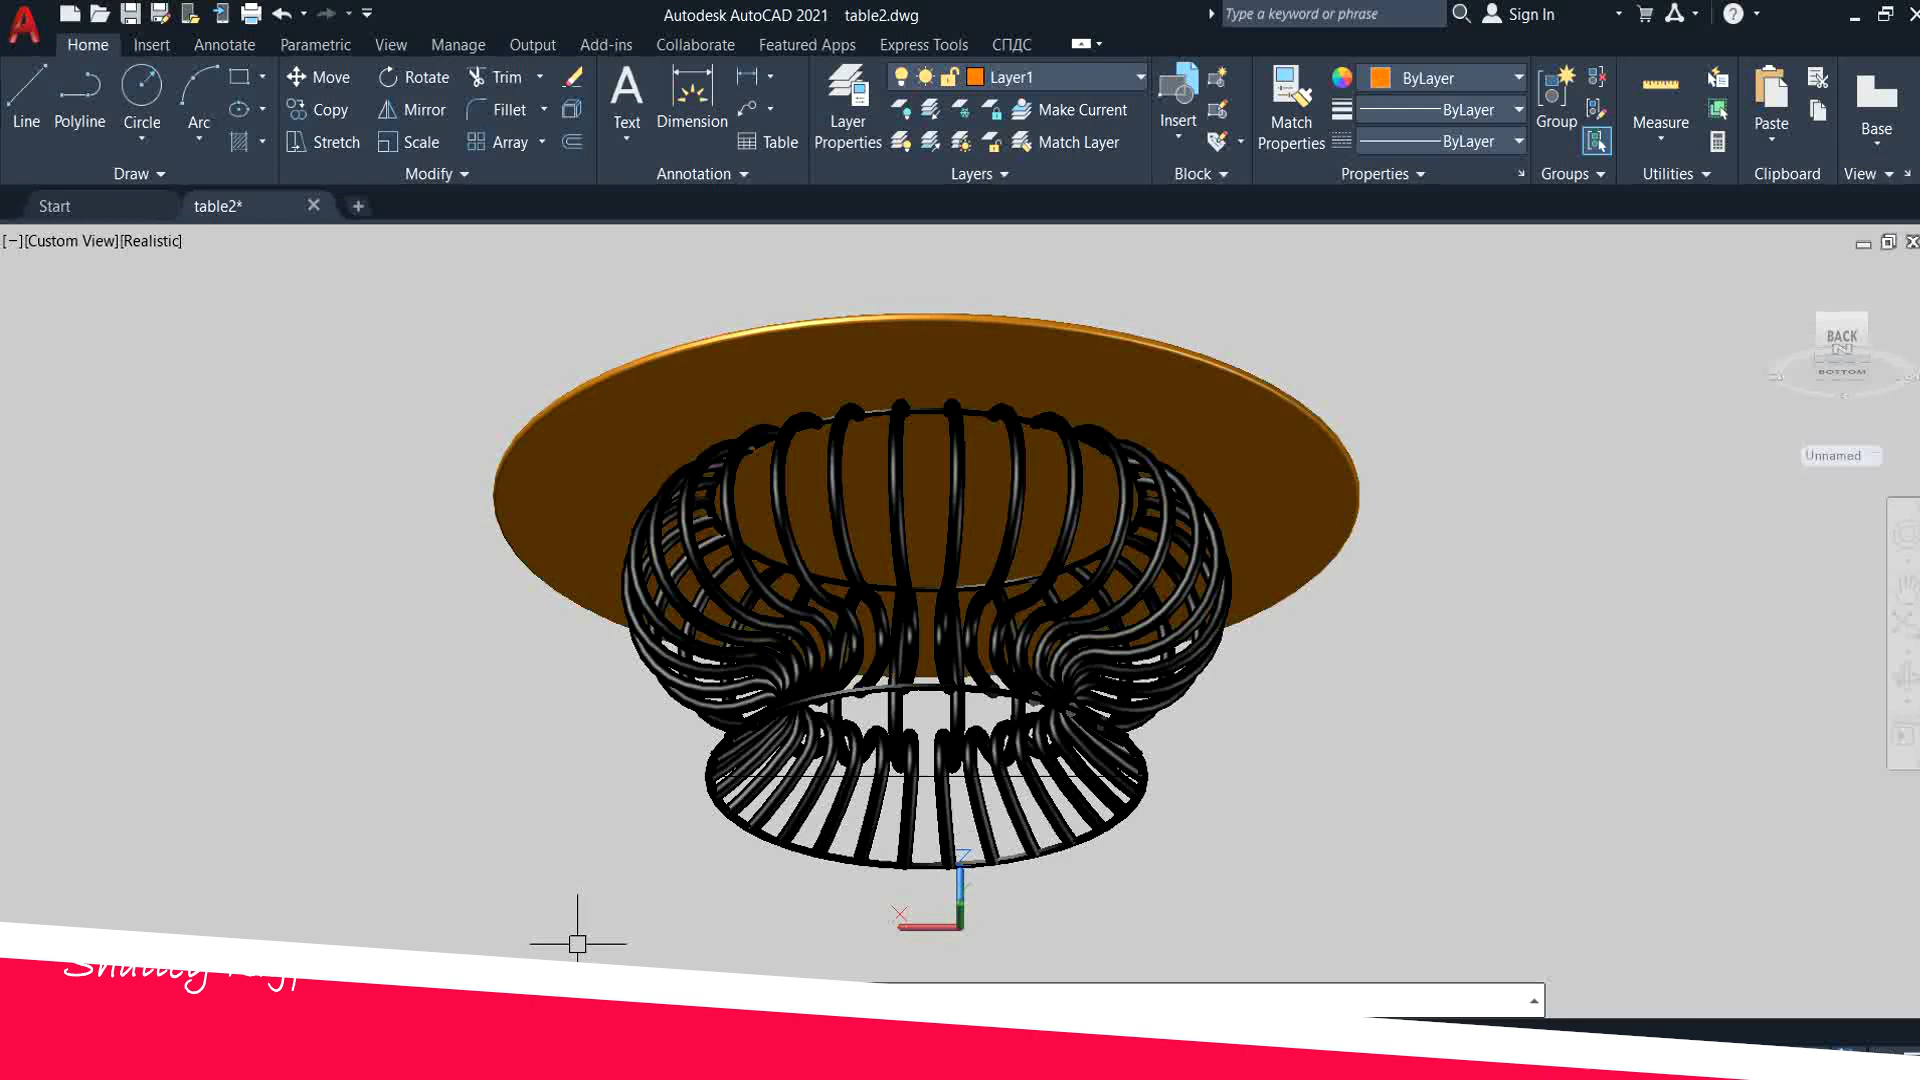 Autodesk AutoCAD 2021 table2.dwg
Type a keyword or phrase
Sign In
Home Insert Annotate Parametric View Manage Output Add-ins Collaborate Featured Apps Express Tools СПДС
Line
Polyline
Circle
Arc
Draw
Move
Rotate
Trim
Copy
Mirror
Fillet
Stretch
Scale
Array
Modify
Text
Dimension
Table
Annotation
Layer
Properties
Layer1
Make Current
Match Layer
Layers
Insert
Block
Match
Properties
ByLayer
ByLayer
ByLayer
Properties
Group
Groups
Measure
Utilities
Paste
Clipboard
Base
View
Start
table2*
[−][Custom View][Realistic]
BACK
N
BOTTOM
Unnamed
Z
X